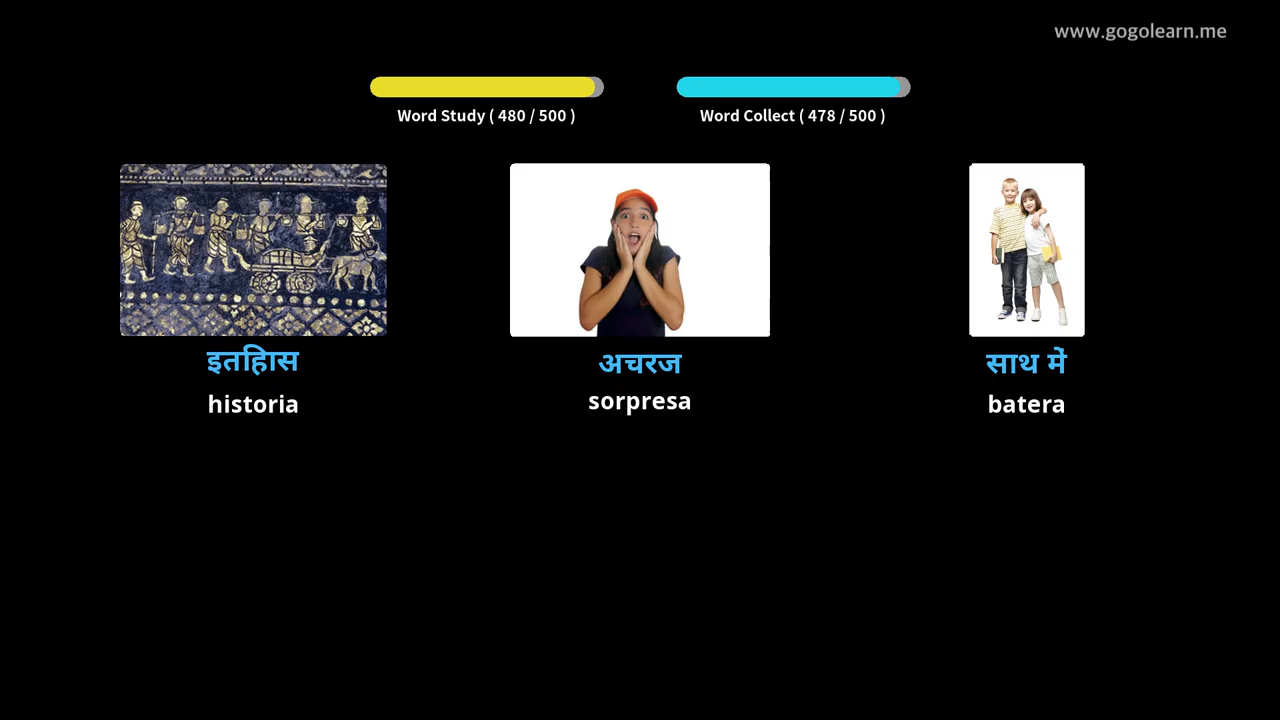 www.gogolearn.me
Word Study ( 480 / 500 )
Word Collect ( 478 / 500 )
इतिहास
अचरज
साथ में
historia
sorpresa
batera